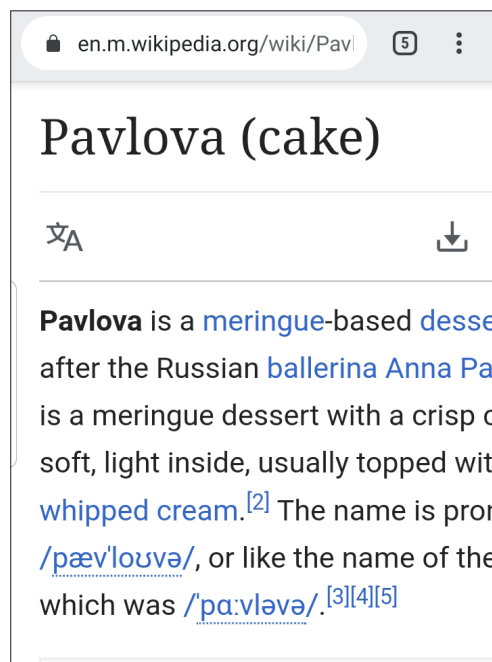 en.m.wikipedia.org/wiki/Pav
5
Pavlova (cake)
文A
Pavlova is a meringue-based desse
after the Russian ballerina Anna Pa
is a meringue dessert with a crisp c
soft, light inside, usually topped wit
whipped cream.[2] The name is pron
/pævˈloʊvə/, or like the name of the
which was /ˈpɑːvləvə/.[3][4][5]